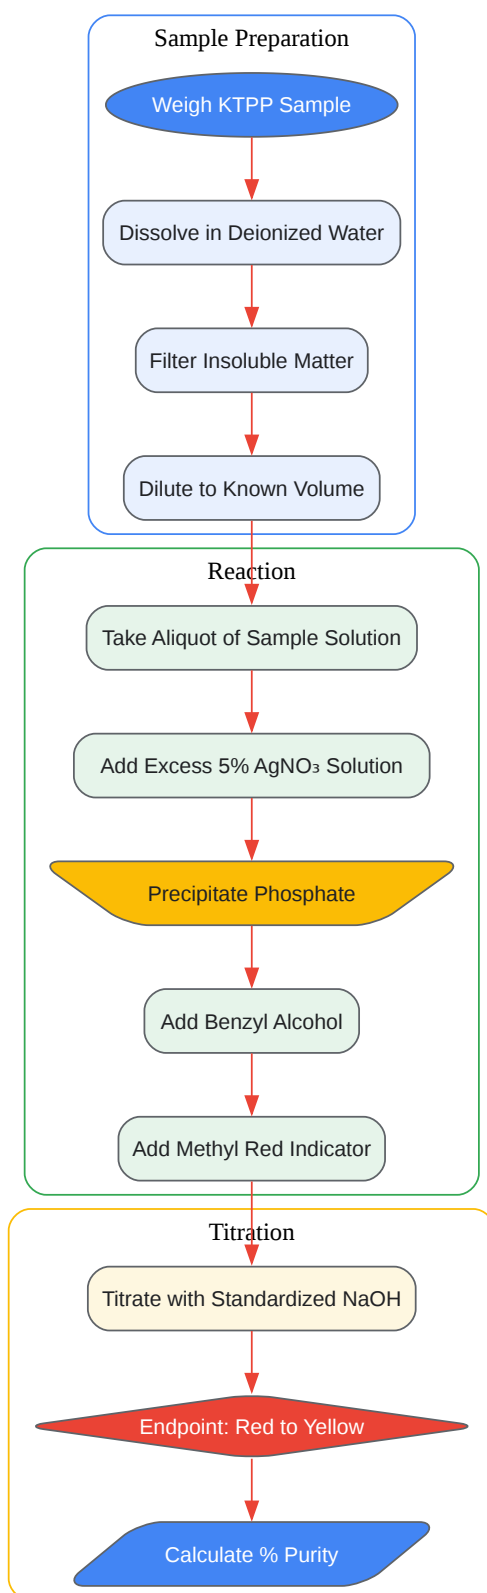 Sample Preparation
Weigh KTPP Sample
Dissolve in Deionized Water
Filter Insoluble Matter
Dilute to Known Volume
Reaction
Take Aliquot of Sample Solution
Add Excess 5% AgNO₃ Solution
Precipitate Phosphate
Add Benzyl Alcohol
Add Methyl Red Indicator
Titration
Titrate with Standardized NaOH
Endpoint: Red to Yellow
Calculate % Purity